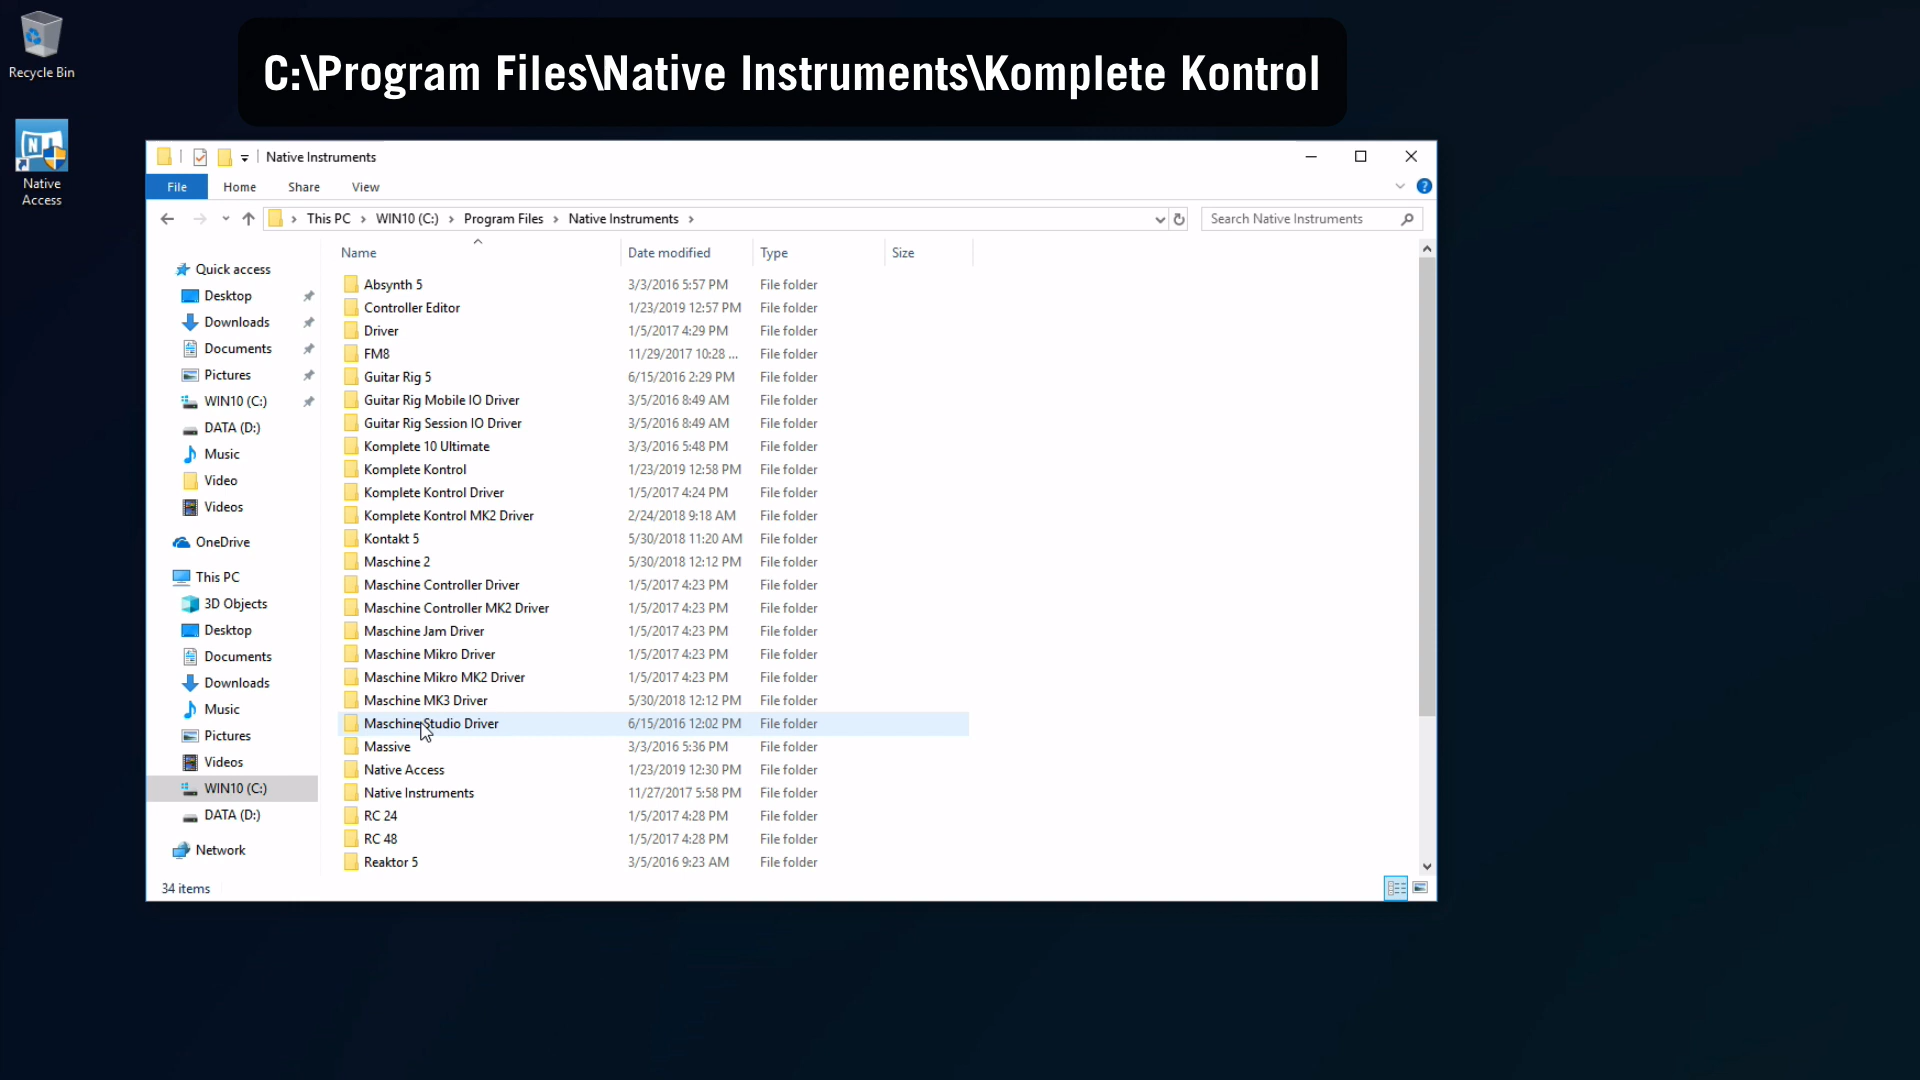 Recycle Bin
Native
Access
C:\Program Files\Native Instruments\Komplete Kontrol
Native Instruments
File Home Share View
This PC > WIN10 (C:) > Program Files > Native Instruments >
Search Native Instruments
Quick access
Desktop
Downloads
Documents
Pictures
WIN10 (C:)
DATA (D:)
Music
Video
Videos
OneDrive
This PC
3D Objects
Desktop
Documents
Downloads
Music
Pictures
Videos
WIN10 (C:)
DATA (D:)
Network
Name Date modified Type Size
Absynth 5 3/3/2016 5:57 PM File folder
Controller Editor 1/23/2019 12:57 PM File folder
Driver 1/5/2017 4:29 PM File folder
FM8 11/29/2017 10:28 ... File folder
Guitar Rig 5 6/15/2016 2:29 PM File folder
Guitar Rig Mobile IO Driver 3/5/2016 8:49 AM File folder
Guitar Rig Session IO Driver 3/5/2016 8:49 AM File folder
Komplete 10 Ultimate 3/3/2016 5:48 PM File folder
Komplete Kontrol 1/23/2019 12:58 PM File folder
Komplete Kontrol Driver 1/5/2017 4:24 PM File folder
Komplete Kontrol MK2 Driver 2/24/2018 9:18 AM File folder
Kontakt 5 5/30/2018 11:20 AM File folder
Maschine 2 5/30/2018 12:12 PM File folder
Maschine Controller Driver 1/5/2017 4:23 PM File folder
Maschine Controller MK2 Driver 1/5/2017 4:23 PM File folder
Maschine Jam Driver 1/5/2017 4:23 PM File folder
Maschine Mikro Driver 1/5/2017 4:23 PM File folder
Maschine Mikro MK2 Driver 1/5/2017 4:23 PM File folder
Maschine MK3 Driver 5/30/2018 12:12 PM File folder
Maschine Studio Driver 6/15/2016 12:02 PM File folder
Massive 3/3/2016 5:36 PM File folder
Native Access 1/23/2019 12:30 PM File folder
Native Instruments 11/27/2017 5:58 PM File folder
RC 24 1/5/2017 4:28 PM File folder
RC 48 1/5/2017 4:28 PM File folder
Reaktor 5 3/5/2016 9:23 AM File folder
34 items